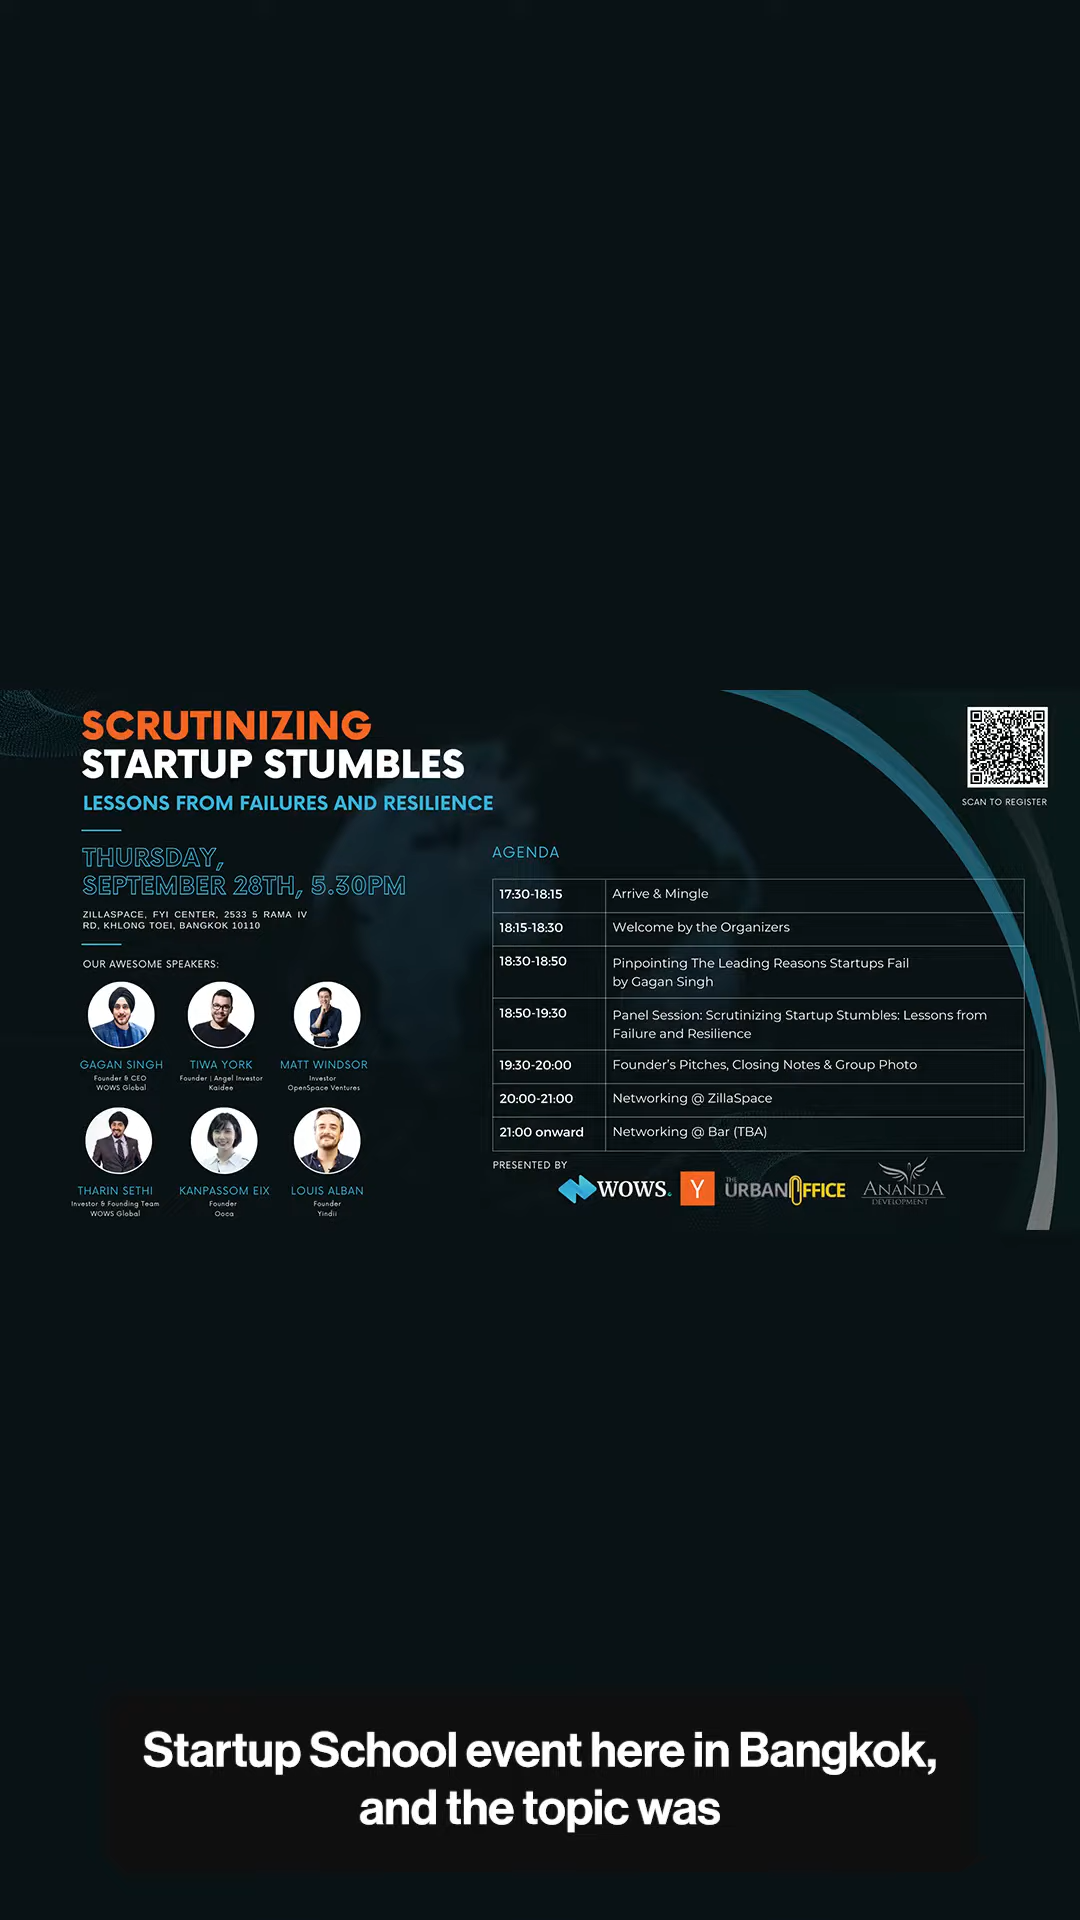 SCRUTINIZING
STARTUP STUMBLES
LESSONS FROM FAILURES AND RESILIENCE
THURSDAY,
SEPTEMBER 28TH, 5.30PM
ZILLASPACE, FYI CENTER, 2533 5 RAMA IV
RD, KHLONG TOEI, BANGKOK 10110
OUR AWESOME SPEAKERS:
GAGAN SINGH
Founder & CEO
WOWS Global
TIWA YORK
Founder | Angel Investor
Kaidee
MATT WINDSOR
Investor
OpenSpace Ventures
THARIN SETHI
Investor & Founding Team
WOWS Global
KANPASSOM EIX
Founder
Ooca
LOUIS ALBAN
Founder
Yindii
SCAN TO REGISTER
AGENDA
17:30-18:15 Arrive & Mingle
18:15-18:30 Welcome by the Organizers
18:30-18:50 Pinpointing The Leading Reasons Startups Fail
by Gagan Singh
18:50-19:30 Panel Session: Scrutinizing Startup Stumbles: Lessons from
Failure and Resilience
19:30-20:00 Founder's Pitches, Closing Notes & Group Photo
20:00-21:00 Networking @ ZillaSpace
21:00 onward Networking @ Bar (TBA)
PRESENTED BY
WOWS.
Y
THE URBAN OFFICE
ANANDA
DEVELOPMENT
Startup School event here in Bangkok,
and the topic was